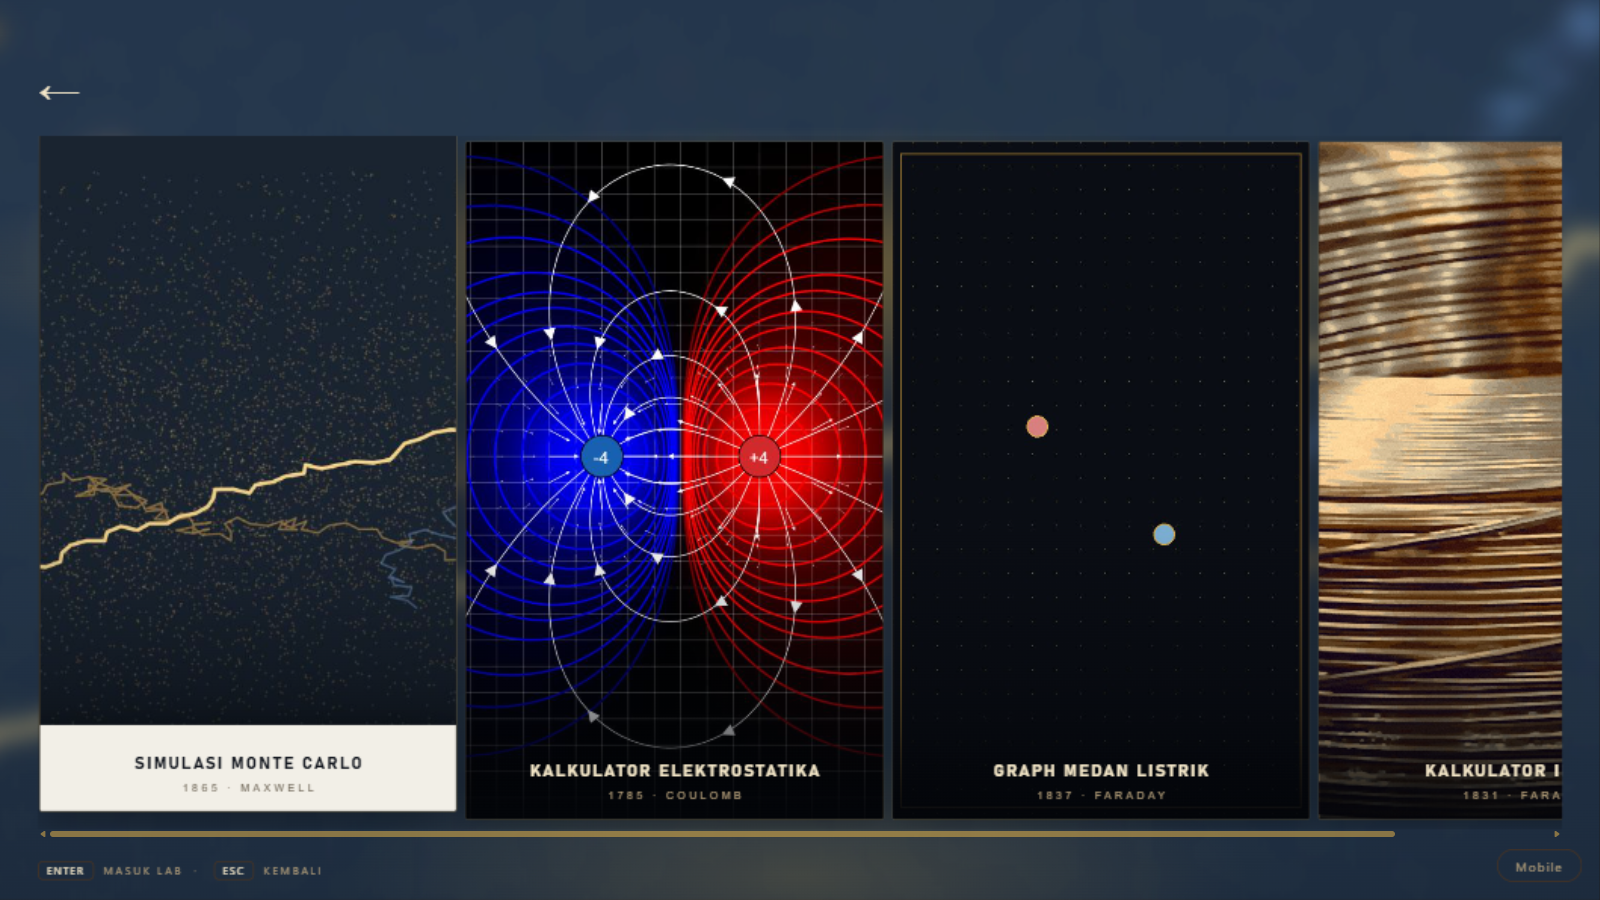 -4
+4
SIMULASI MONTE CARLO
1865 · MAXWELL
KALKULATOR ELEKTROSTATIKA
1785 · COULOMB
GRAPH MEDAN LISTRIK
1837 · FARADAY
KALKULATOR I
1831 · FARA
ENTER MASUK LAB · ESC KEMBALI
Mobile